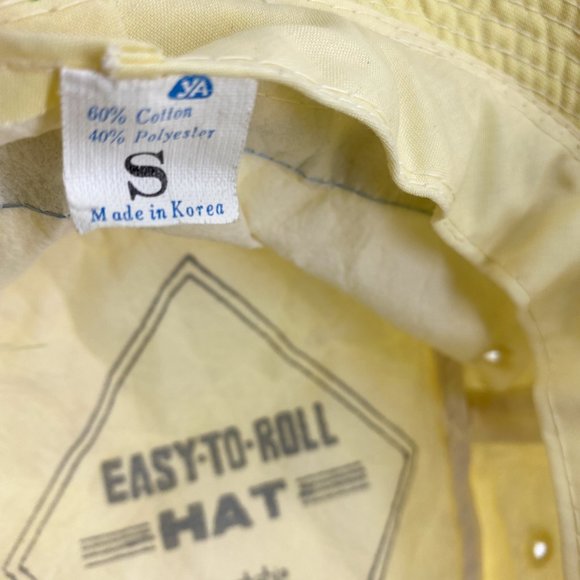 YA
60% Cotton
40% Polyester
S
Made in Korea
EASY-TO-ROLL
HAT